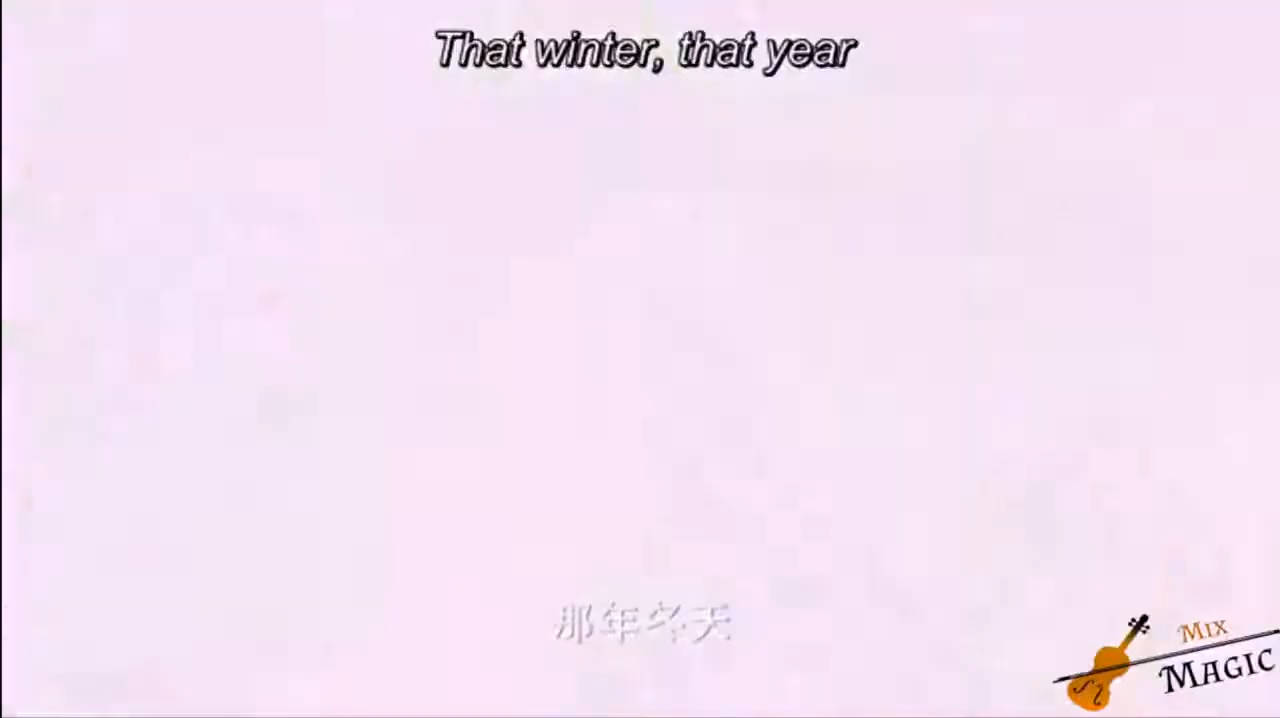 That winter, that year
那年冬天
MIX
MAGIC